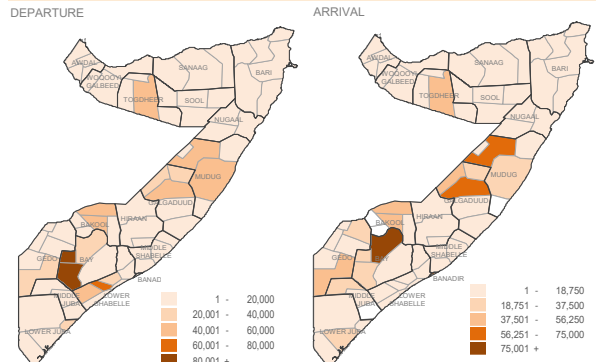 DEPARTURE
AWDAL
WOQOOYI
GALBEED
TOGDHEER
SANAAG
SOOL
BARI
NUGAAL
MUDUG
GALGADUUD
HIRAAN
BAKOOL
GEDO
BAY
MIDDLE
SHABELLE
BANAD
LOWER
SHABELLE
MIDDLE
JUBA
LOWER JUBA
1 - 20,000
20,001 - 40,000
40,001 - 60,000
60,001 - 80,000
80,001 +
ARRIVAL
AWDAL
WOQOOYI
GALBEED
TOGDHEER
SANAAG
SOOL
BARI
NUGAAL
MUDUG
GALGADUUD
HIRAAN
BAKOOL
GEDO
BAY
MIDDLE
SHABELLE
BANADIR
LOWER
SHABELLE
MIDDLE
JUBA
LOWER JUBA
1 - 18,750
18,751 - 37,500
37,501 - 56,250
56,251 - 75,000
75,001 +